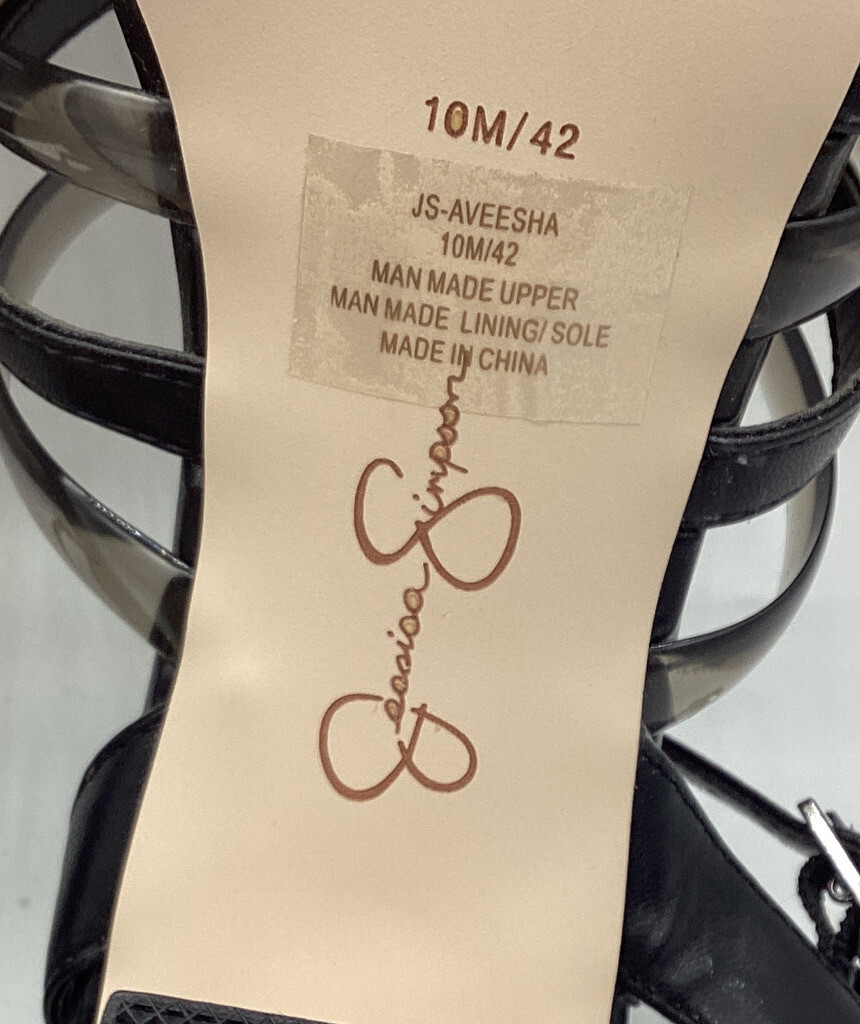 10M/42
JS-AVEESHA
10M/42
MAN MADE UPPER
MAN MADE LINING/SOLE
MADE IN CHINA
Jessica Simpson